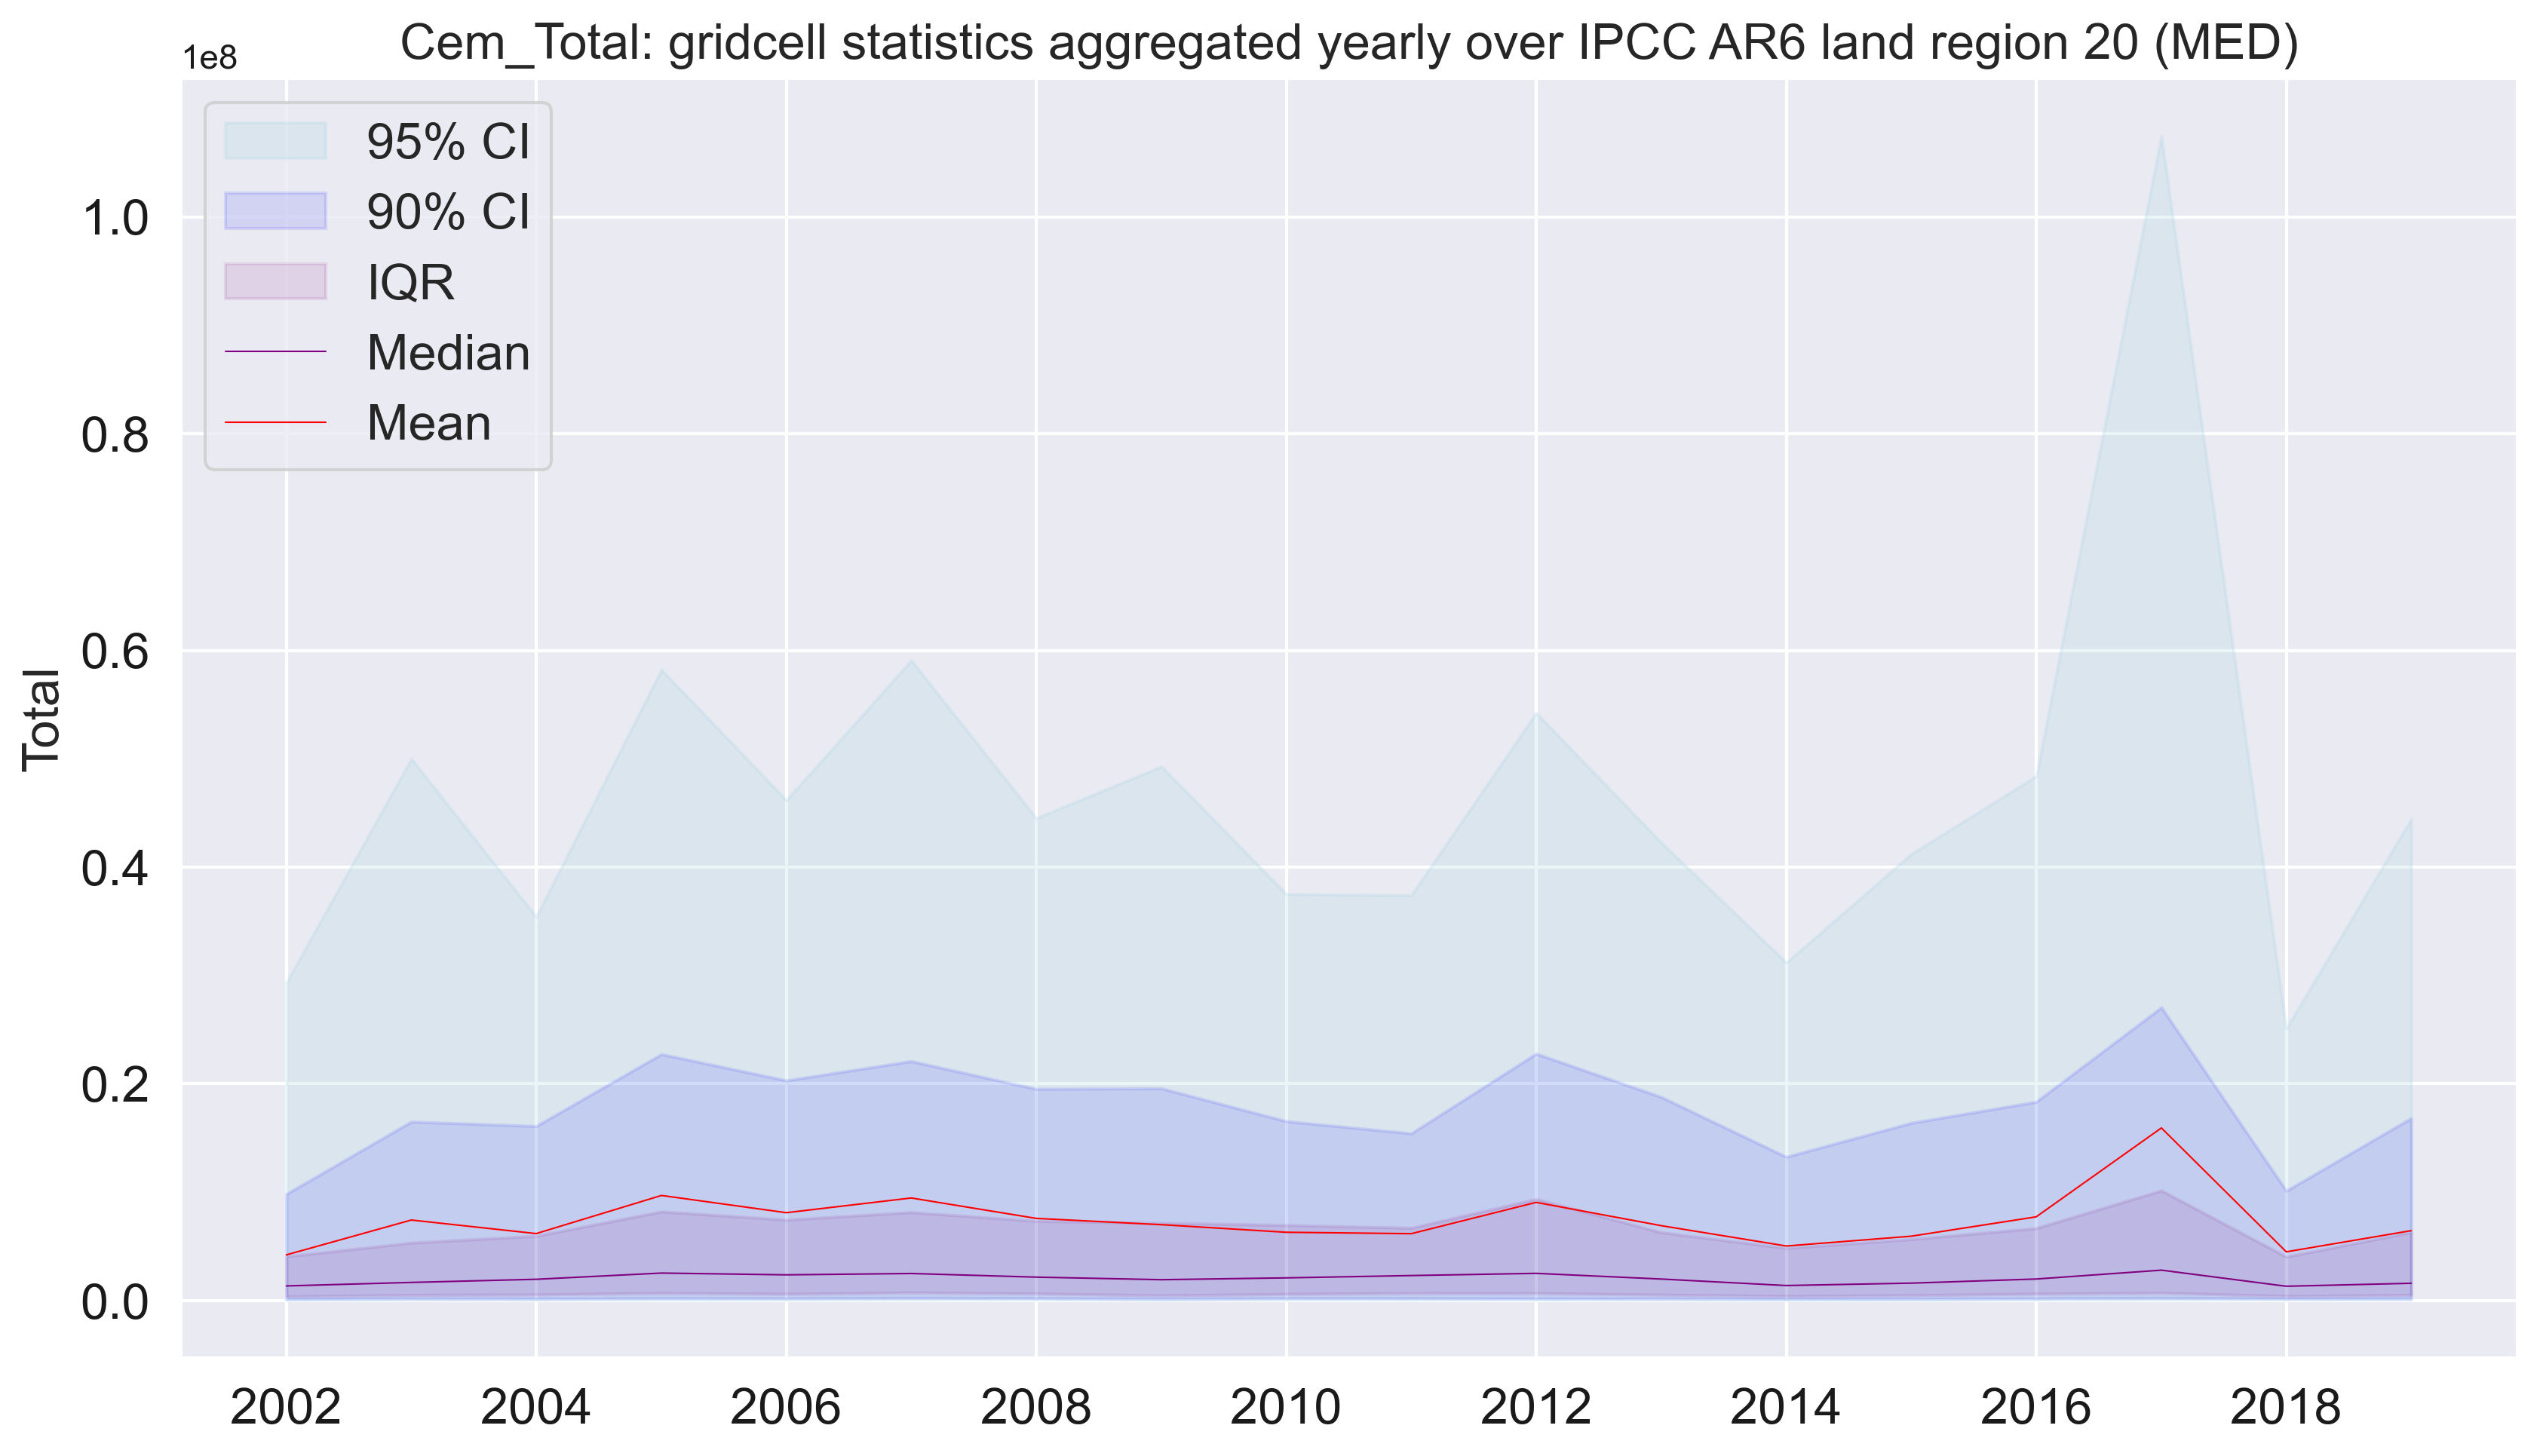 Cem_Total: gridcell statistics aggregated yearly over IPCC AR6 land region 20 (MED)
1e8
95% CI
90% CI
IQR
Median
Mean
1.0
0.8
0.6
0.4
0.2
0.0
Total
2002 2004 2006 2008 2010 2012 2014 2016 2018